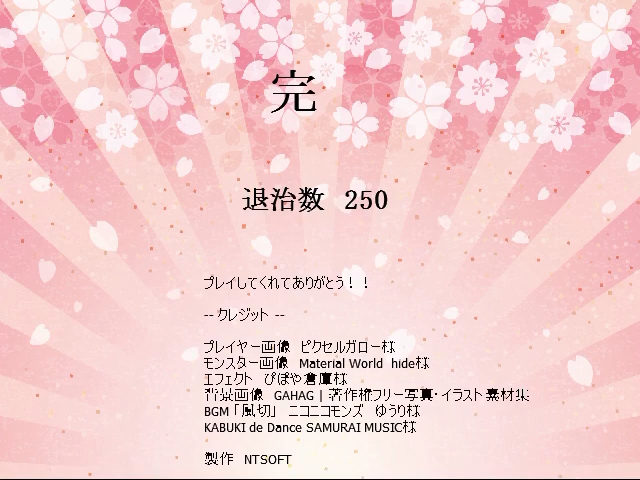 完
退治数 250
プレイしてくれてありがとう！！
-- クレジット --
プレイヤー画像 ピクセルガロー様
モンスター画像 Material World hide様
エフェクト ぴぽや倉庫様
背景画像 GAHAG | 著作権フリー写真・イラスト素材集
BGM 「風切」 ニコニコモンズ ゆうり様
KABUKI de Dance SAMURAI MUSIC様
製作 NTSOFT